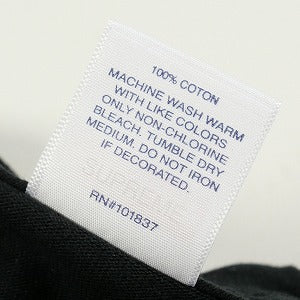 100% COTTON
MACHINE WASH WARM
WITH LIKE COLORS
ONLY NON-CHLORINE
BLEACH. TUMBLE DRY
MEDIUM. DO NOT IRON
IF DECORATED.
RN#101837